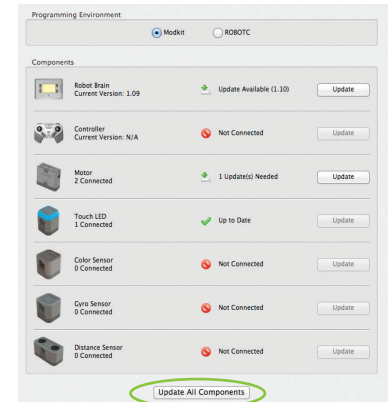 Programming Environment
Modkit ROBOTC
Components
Robot Brain
Current Version: 1.09
Update Available (1.10)
Update
Controller
Current Version: N/A
Not Connected
Update
Motor
2 Connected
1 Update(s) Needed
Update
Touch LED
1 Connected
Up to Date
Update
Color Sensor
0 Connected
Not Connected
Update
Gyro Sensor
0 Connected
Not Connected
Update
Distance Sensor
0 Connected
Not Connected
Update
Update All Components